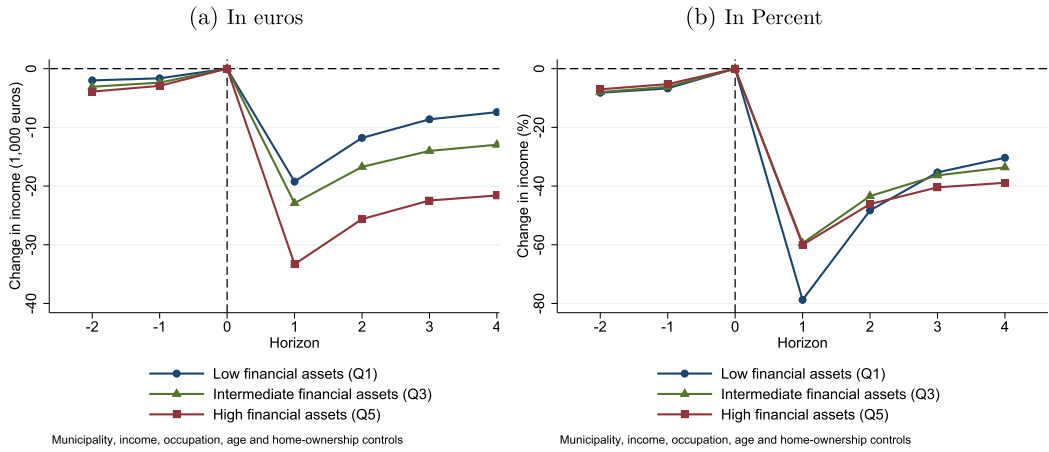 (a) In euros
Change in income (1,000 euros)
0
-10
-20
-30
-40
-2 -1 0 1 2 3 4
Horizon
Low financial assets (Q1)
Intermediate financial assets (Q3)
High financial assets (Q5)
Municipality, income, occupation, age and home-ownership controls
(b) In Percent
Change in income (%)
0
-20
-40
-60
-80
-2 -1 0 1 2 3 4
Horizon
Low financial assets (Q1)
Intermediate financial assets (Q3)
High financial assets (Q5)
Municipality, income, occupation, age and home-ownership controls